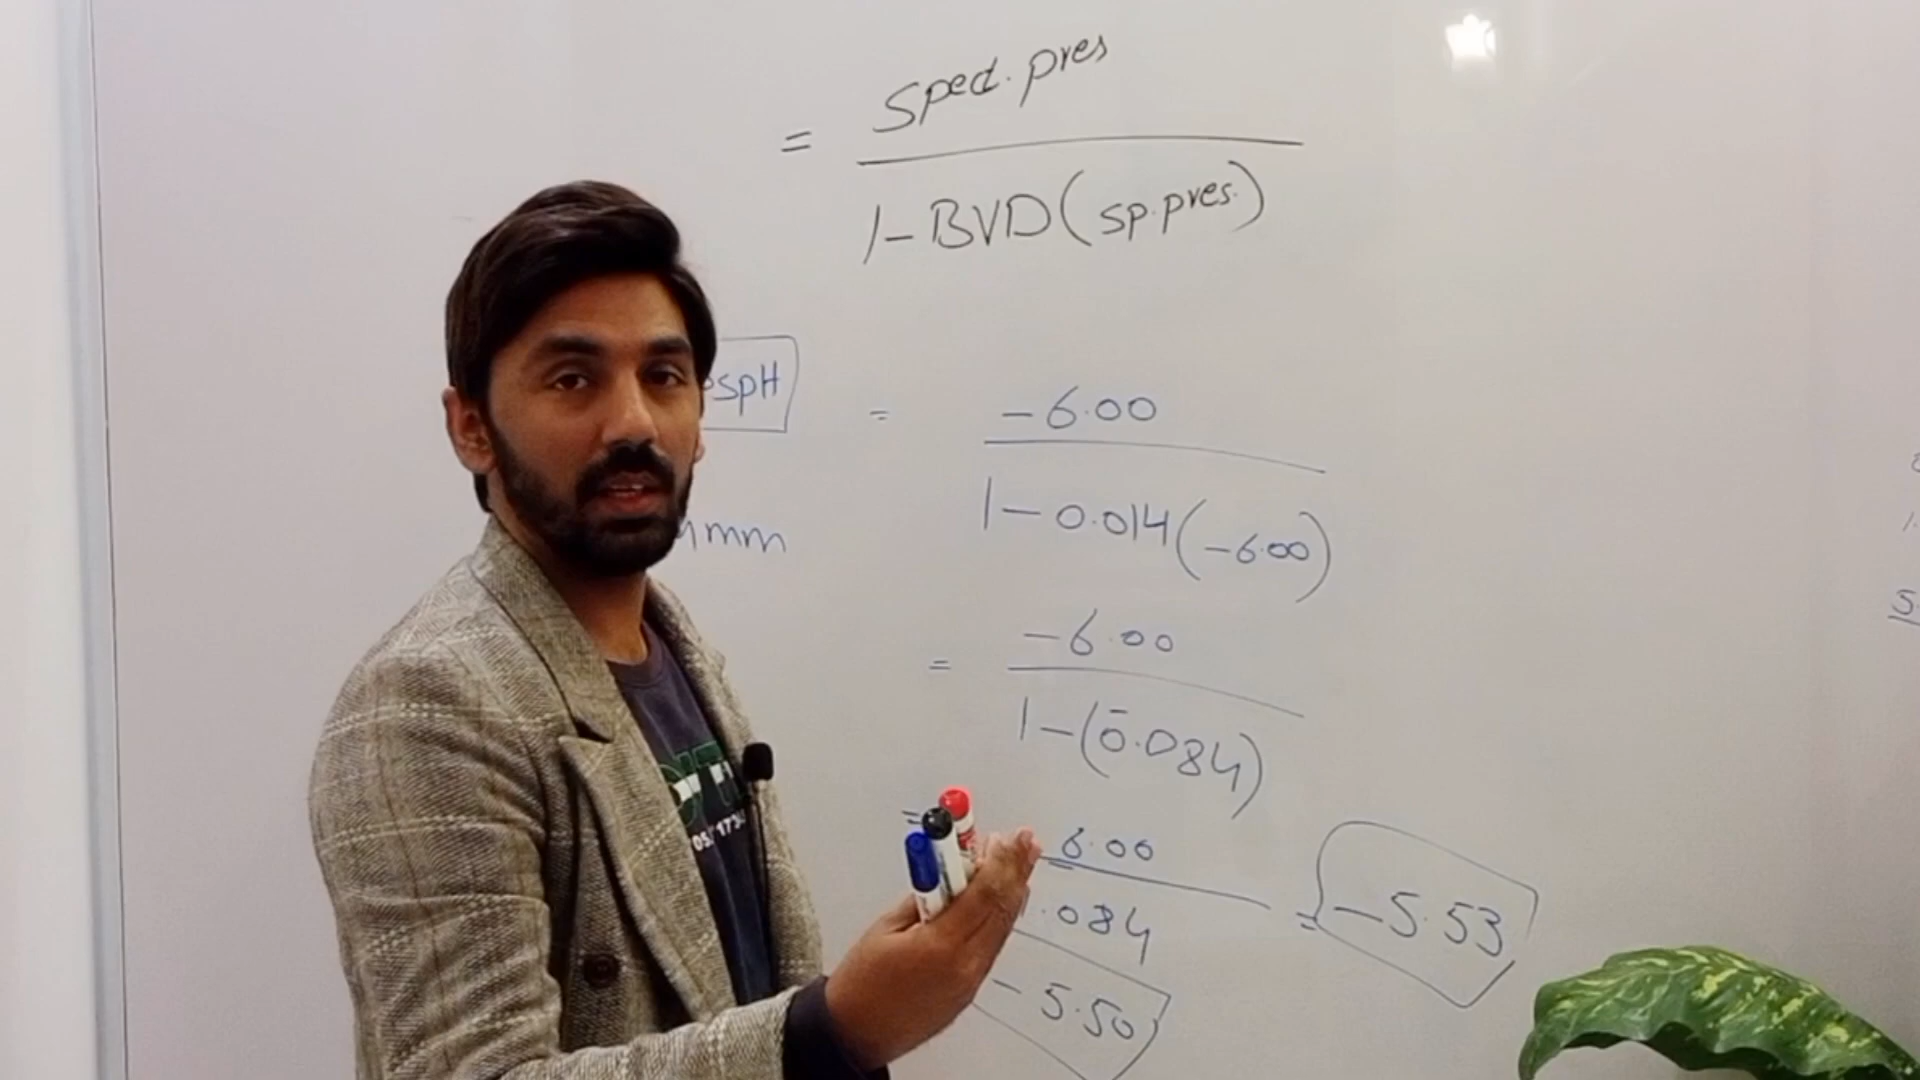 = Spect. pres
1-BVD(sp.pres.)
SPH
= -6.00
1-0.014(-6.00)
mm
= -6.00
1-(-0.084)
= 6.00
.084
= -5.53
-5.50